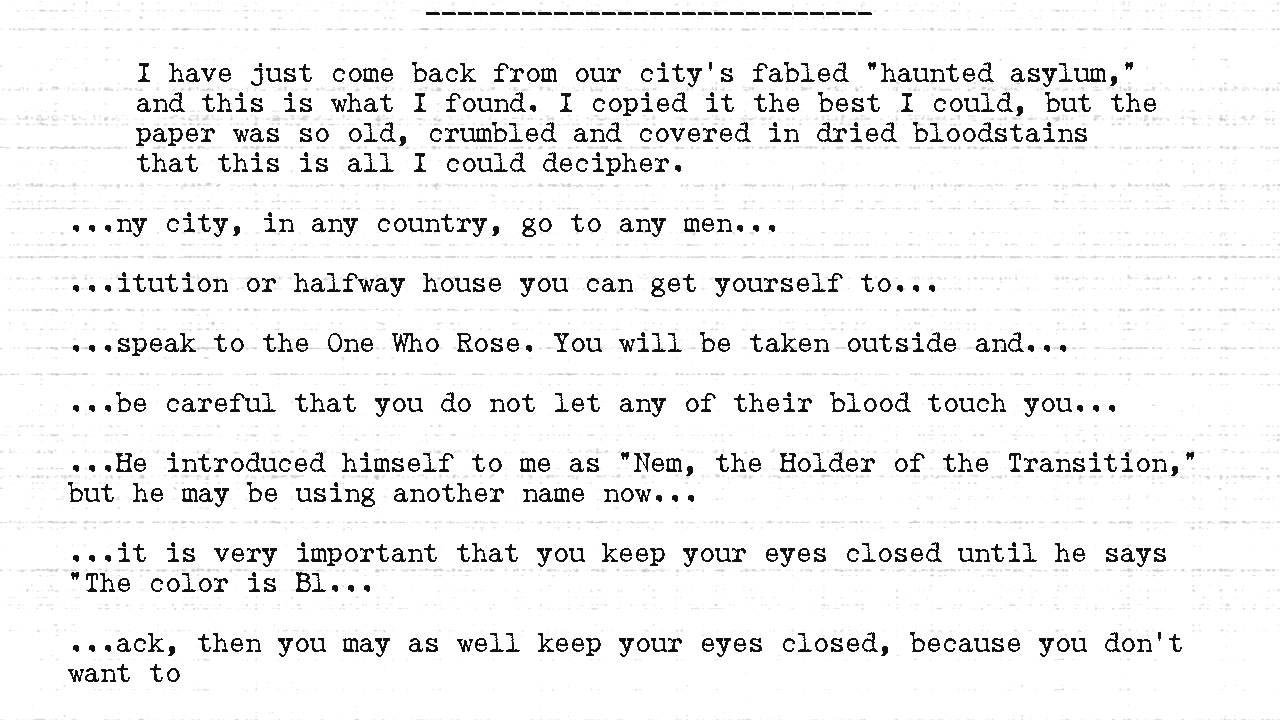 ----------------------------
I have just come back from our city's fabled "haunted asylum,"
and this is what I found. I copied it the best I could, but the
paper was so old, crumbled and covered in dried bloodstains
that this is all I could decipher.
...ny city, in any country, go to any men...
...itution or halfway house you can get yourself to...
...speak to the One Who Rose. You will be taken outside and...
...be careful that you do not let any of their blood touch you...
...He introduced himself to me as "Nem, the Holder of the Transition,"
but he may be using another name now...
...it is very important that you keep your eyes closed until he says
"The color is Bl...
...ack, then you may as well keep your eyes closed, because you don't
want to